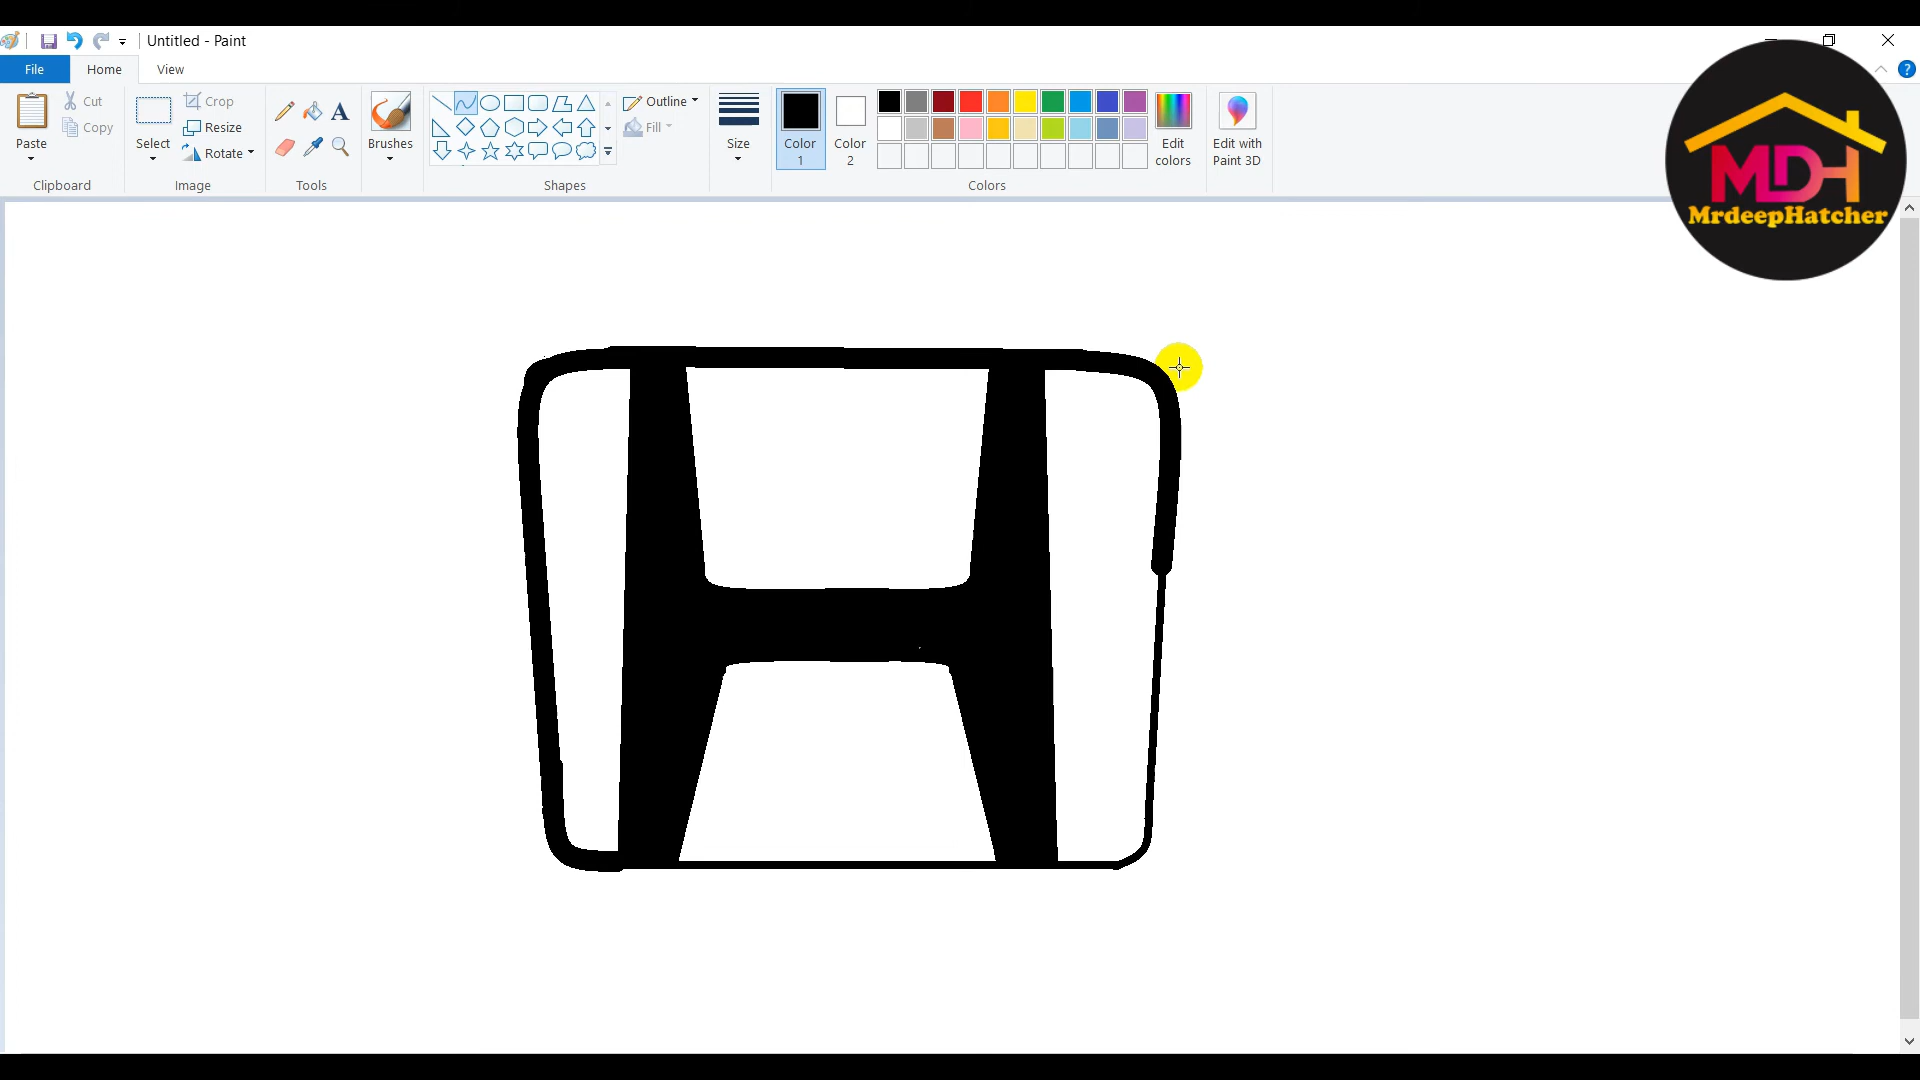 Untitled - Paint
File Home View
Cut
Copy
Paste
Clipboard
Select
Crop
Resize
Rotate
Image
A
Tools
Brushes
Outline
Fill
Shapes
Size
Color 1
Color 2
Colors
Edit colors
Edit with Paint 3D
?
MDH
MrdeepHatcher
H